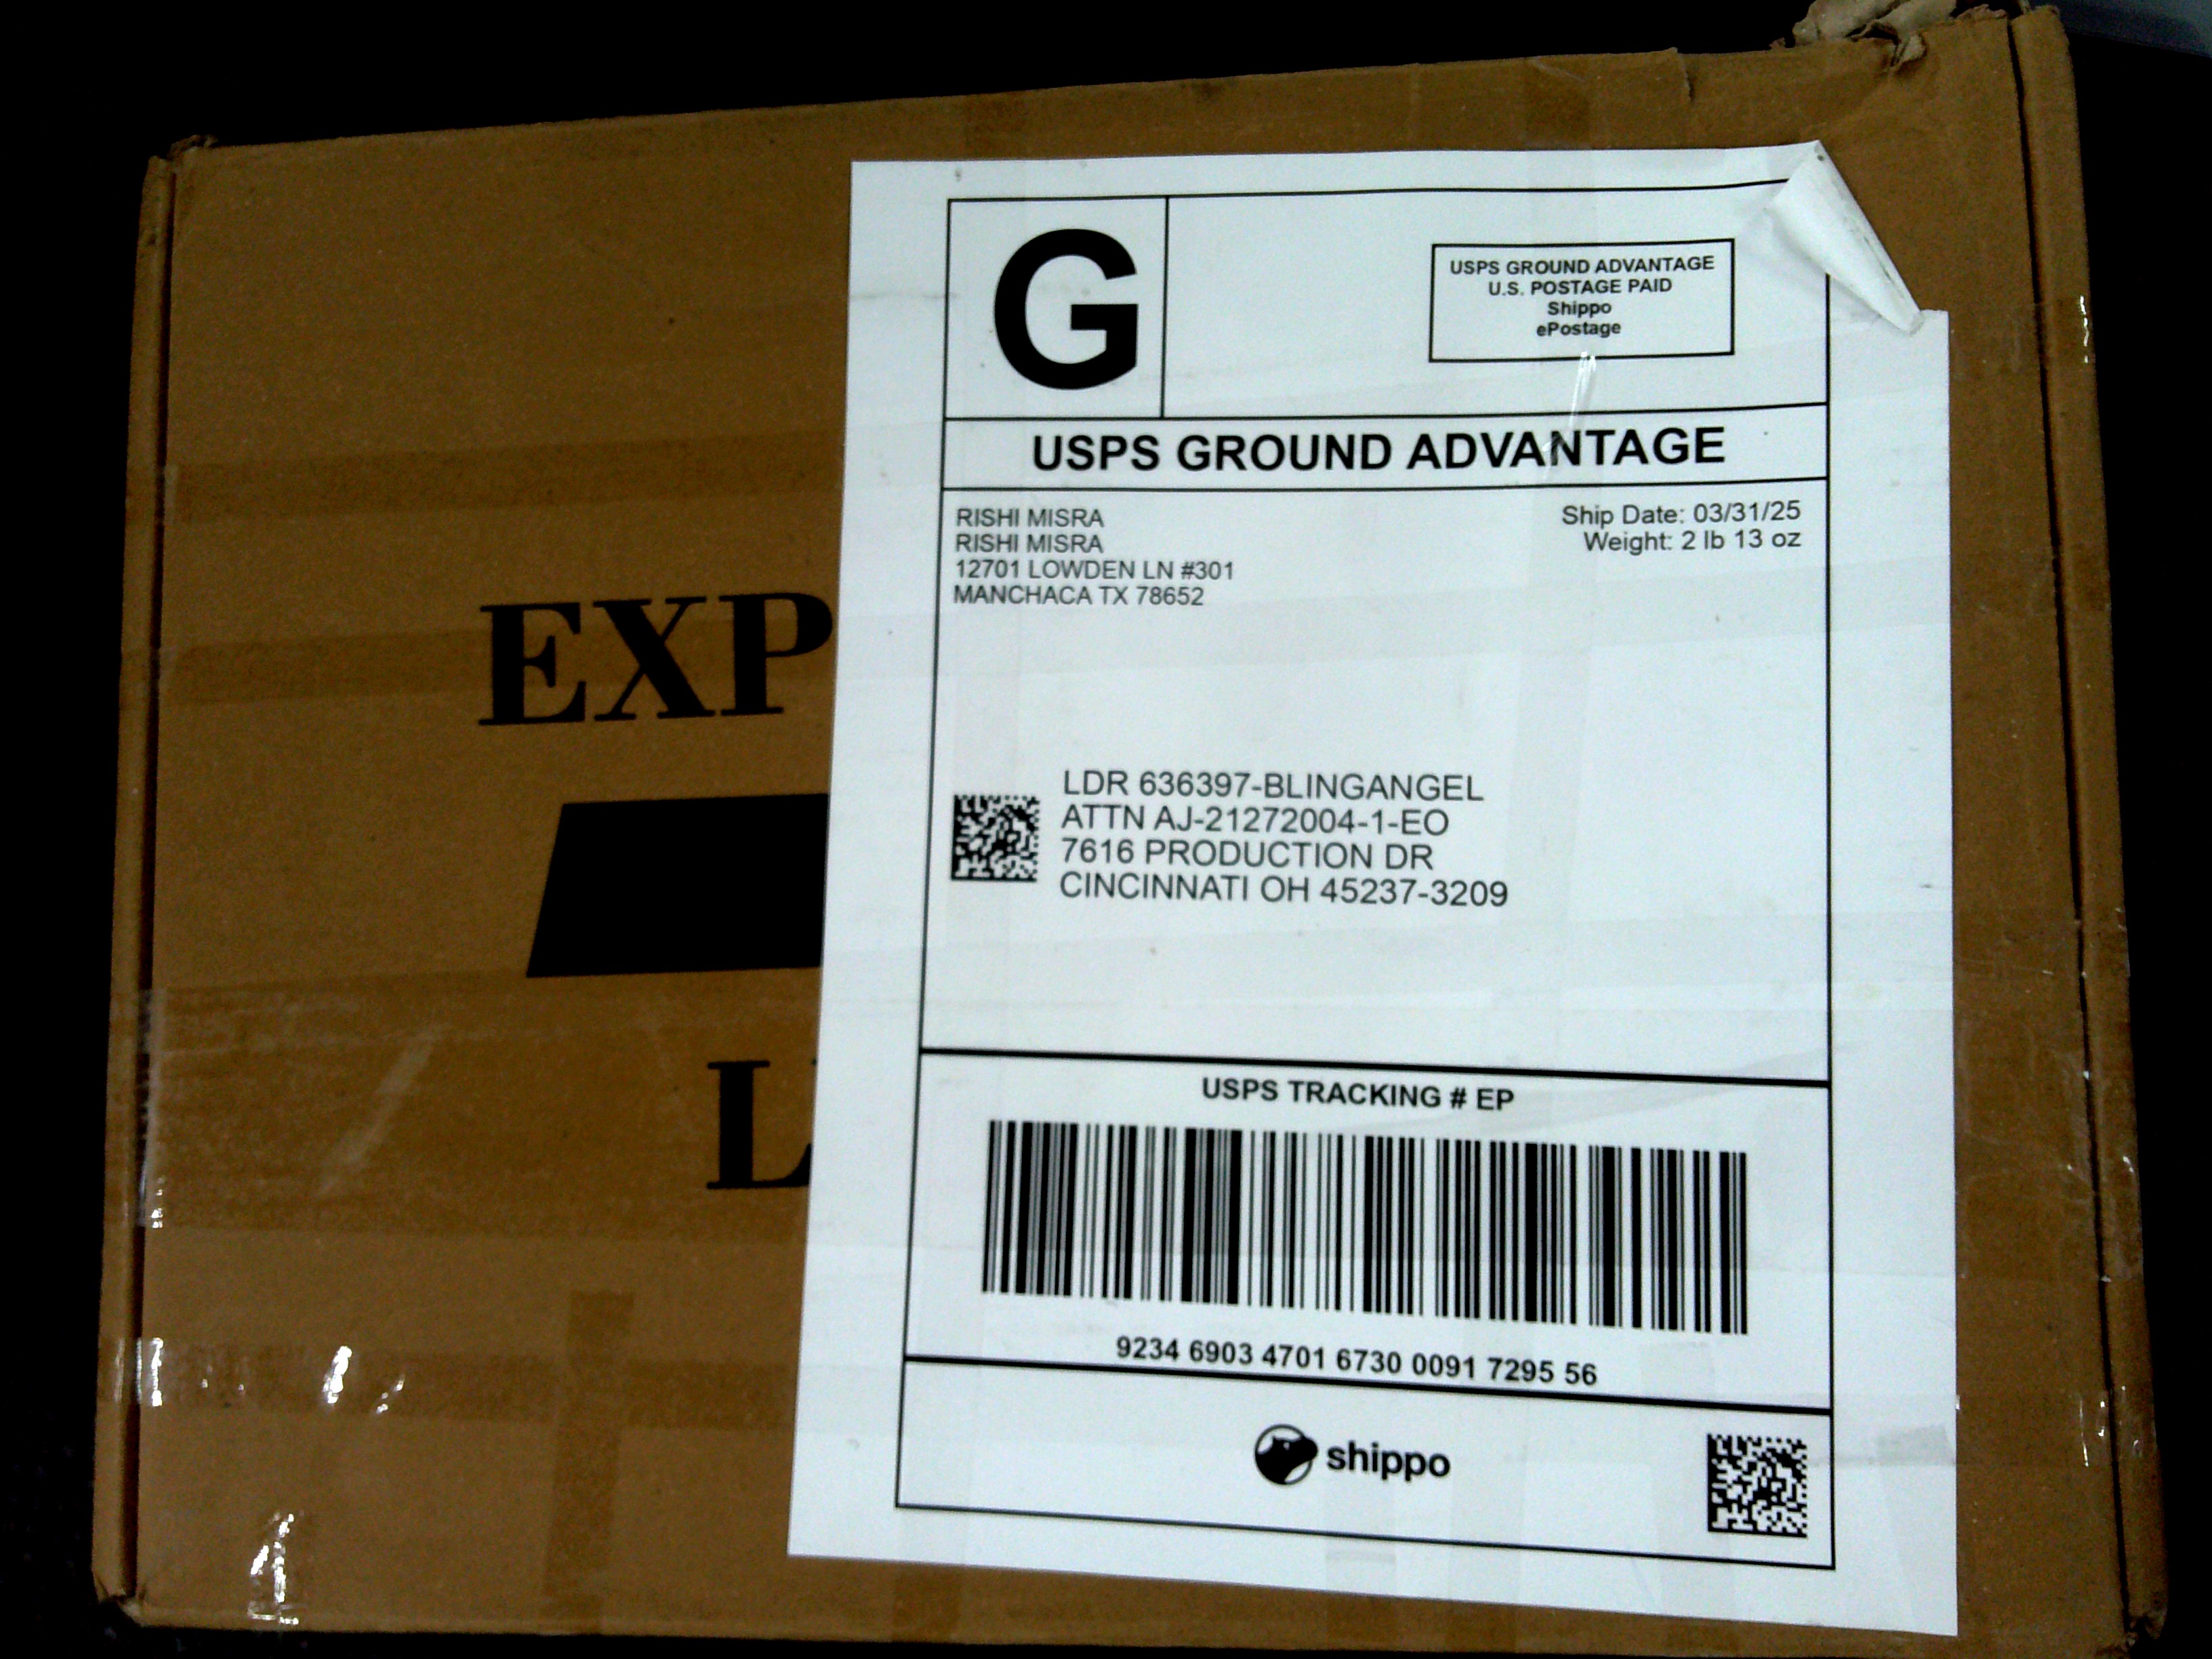 EXP
L
G
USPS GROUND ADVANTAGE
U.S. POSTAGE PAID
Shippo
ePostage
USPS GROUND ADVANTAGE
RISHI MISRA
RISHI MISRA
12701 LOWDEN LN #301
MANCHACA TX 78652
Ship Date: 03/31/25
Weight: 2 lb 13 oz
LDR 636397-BLINGANGEL
ATTN AJ-21272004-1-EO
7616 PRODUCTION DR
CINCINNATI OH 45237-3209
USPS TRACKING # EP
9234 6903 4701 6730 0091 7295 56
shippo